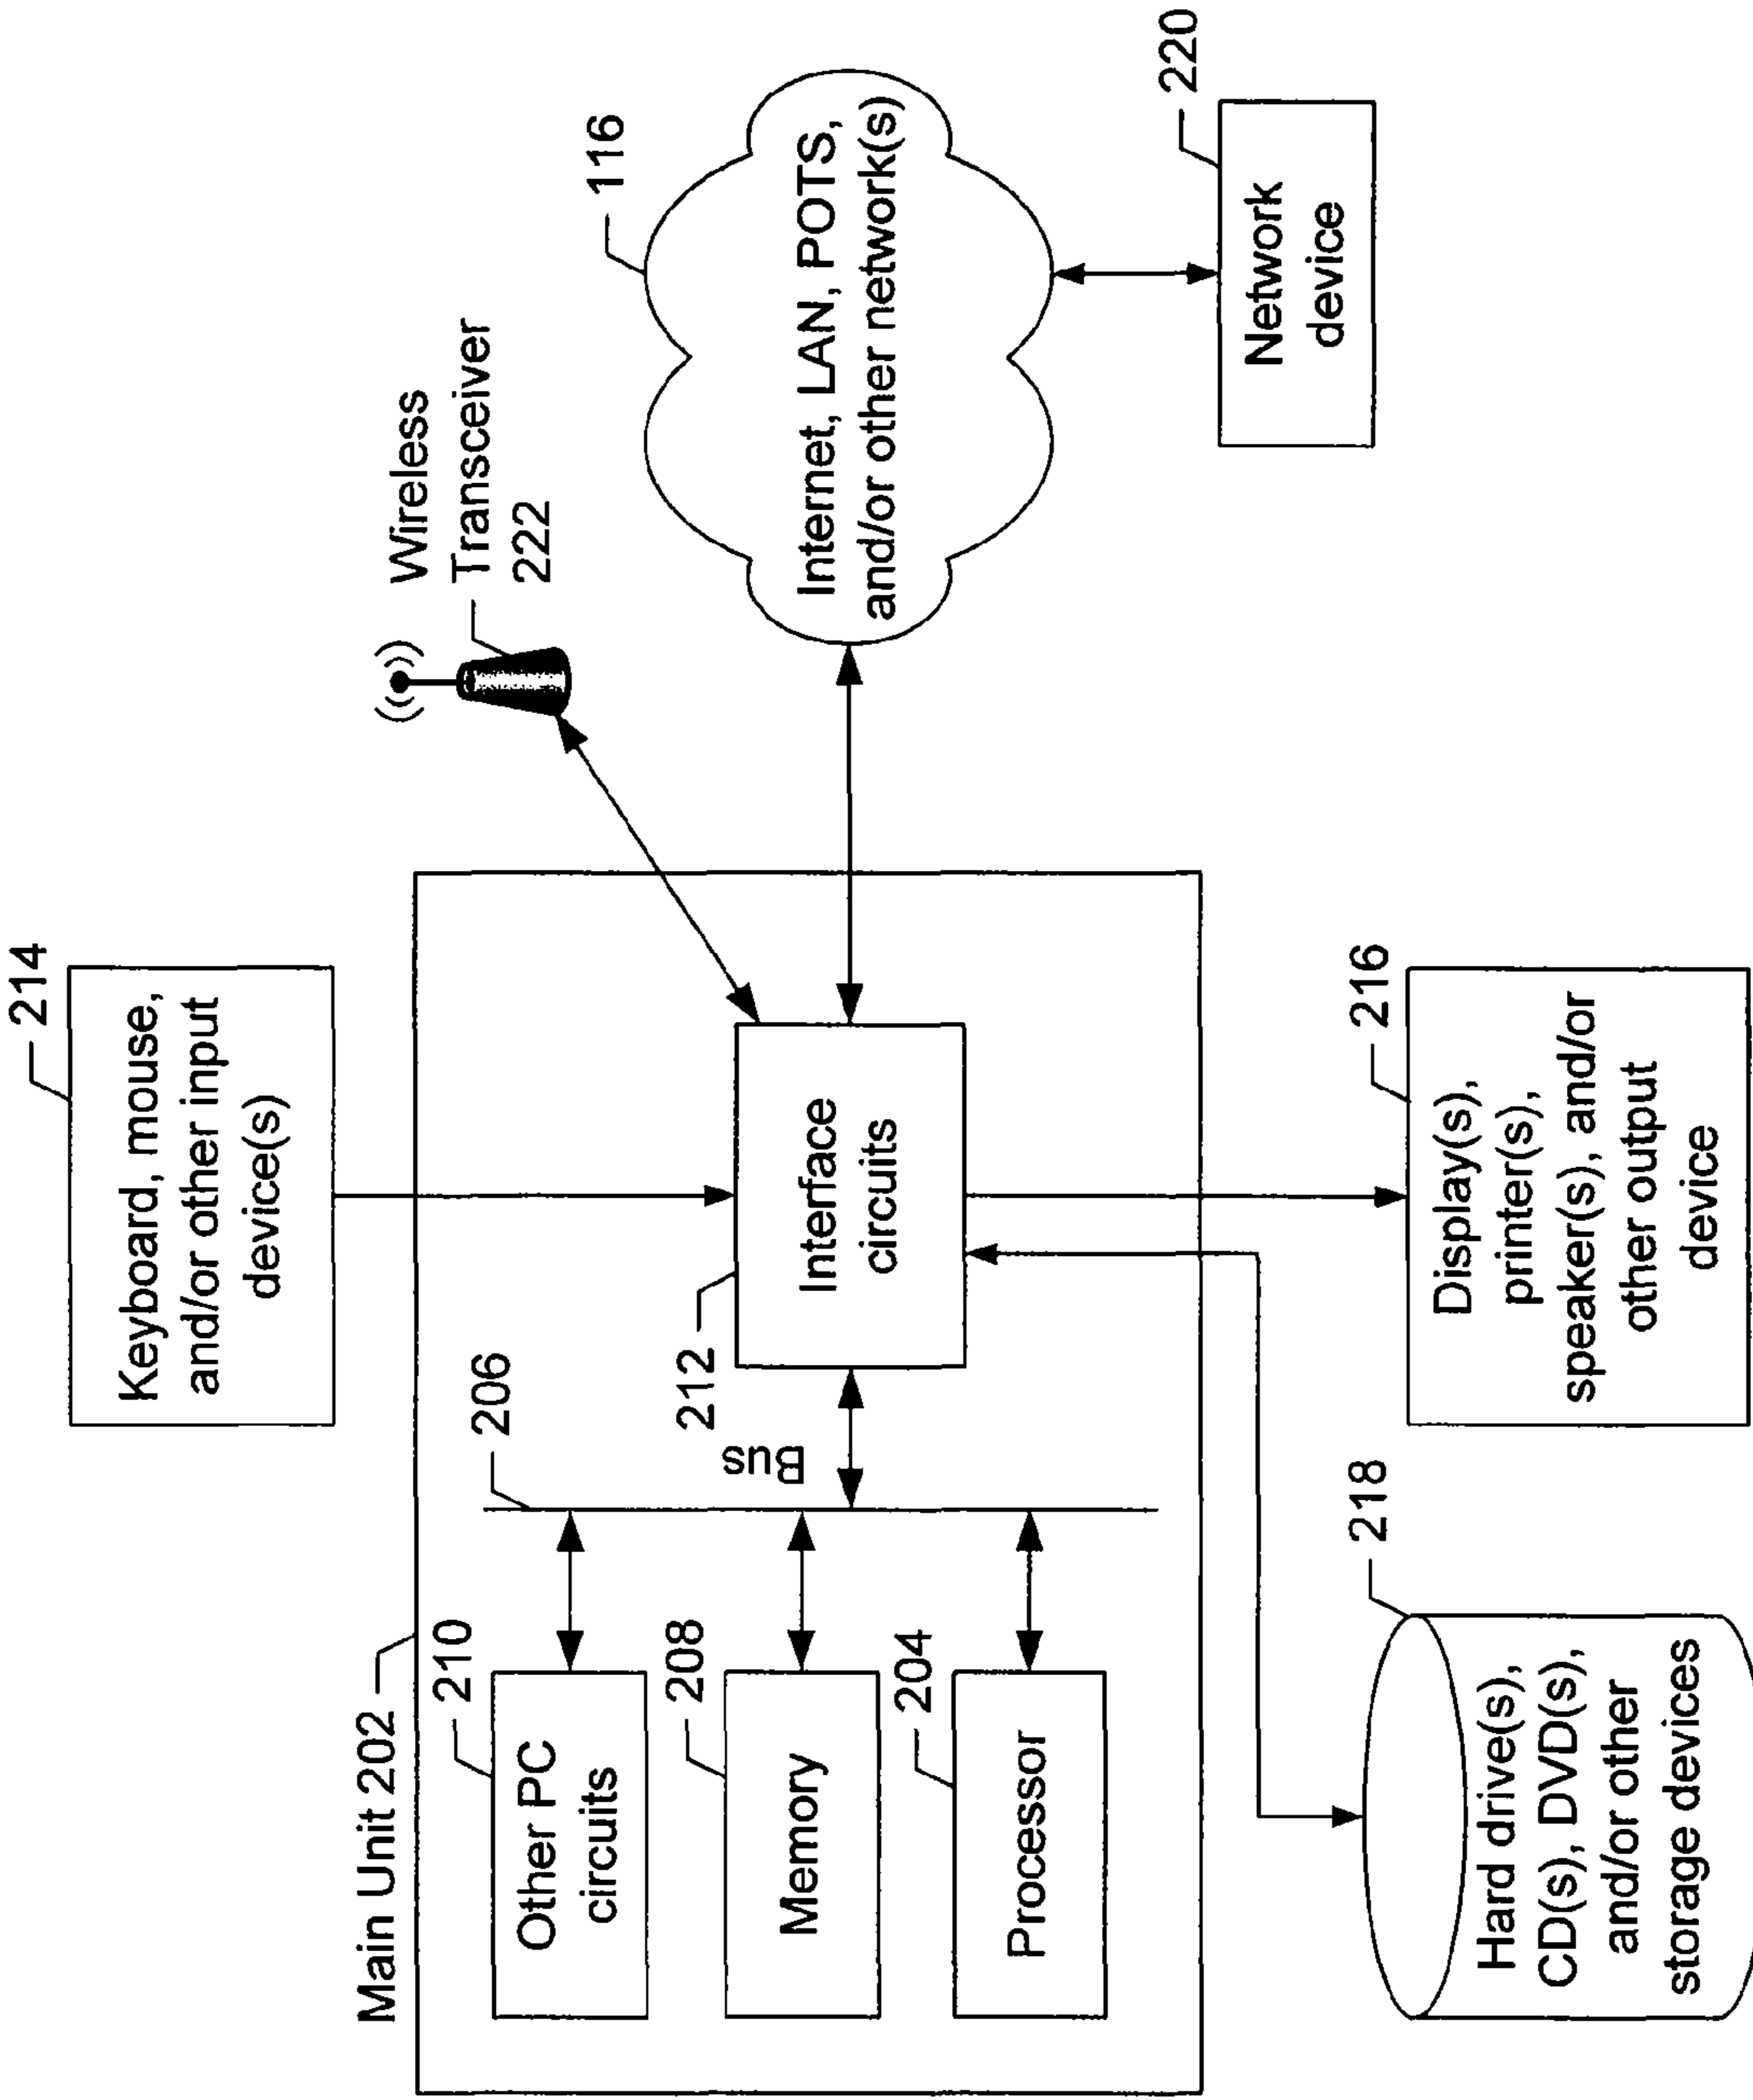 214
Keyboard, mouse,
and/or other input
device(s)
Wireless
Transceiver
222
116
Internet, LAN, POTS,
and/or other network(s)
220
Network
device
Main Unit 202
210
Other PC
circuits
208
Memory
204
Processor
206
Bus
212
Interface
circuits
218
Hard drive(s),
CD(s), DVD(s),
and/or other
storage devices
216
Display(s),
printer(s),
speaker(s), and/or
other output
device